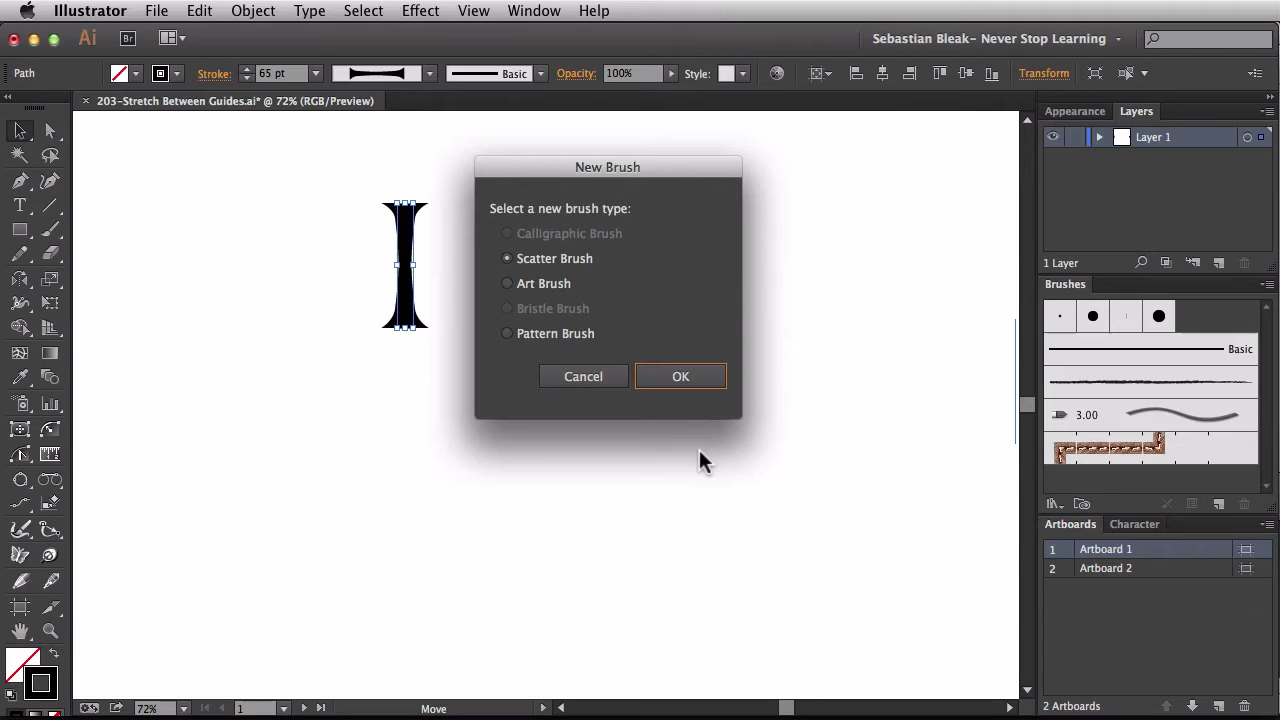 Illustrator File Edit Object Type Select Effect View Window Help
Ai Br Sebastian Bleak- Never Stop Learning
Path Stroke: 65 pt Basic Opacity: 100% Style: Transform
× 203-Stretch Between Guides.ai* @ 72% (RGB/Preview)
Appearance Layers
Layer 1
1 Layer
New Brush
Select a new brush type:
Calligraphic Brush
Scatter Brush
Art Brush
Bristle Brush
Pattern Brush
Cancel OK
Brushes
Basic
3.00
Artboards Character
1 Artboard 1
2 Artboard 2
2 Artboards
72% 1 Move